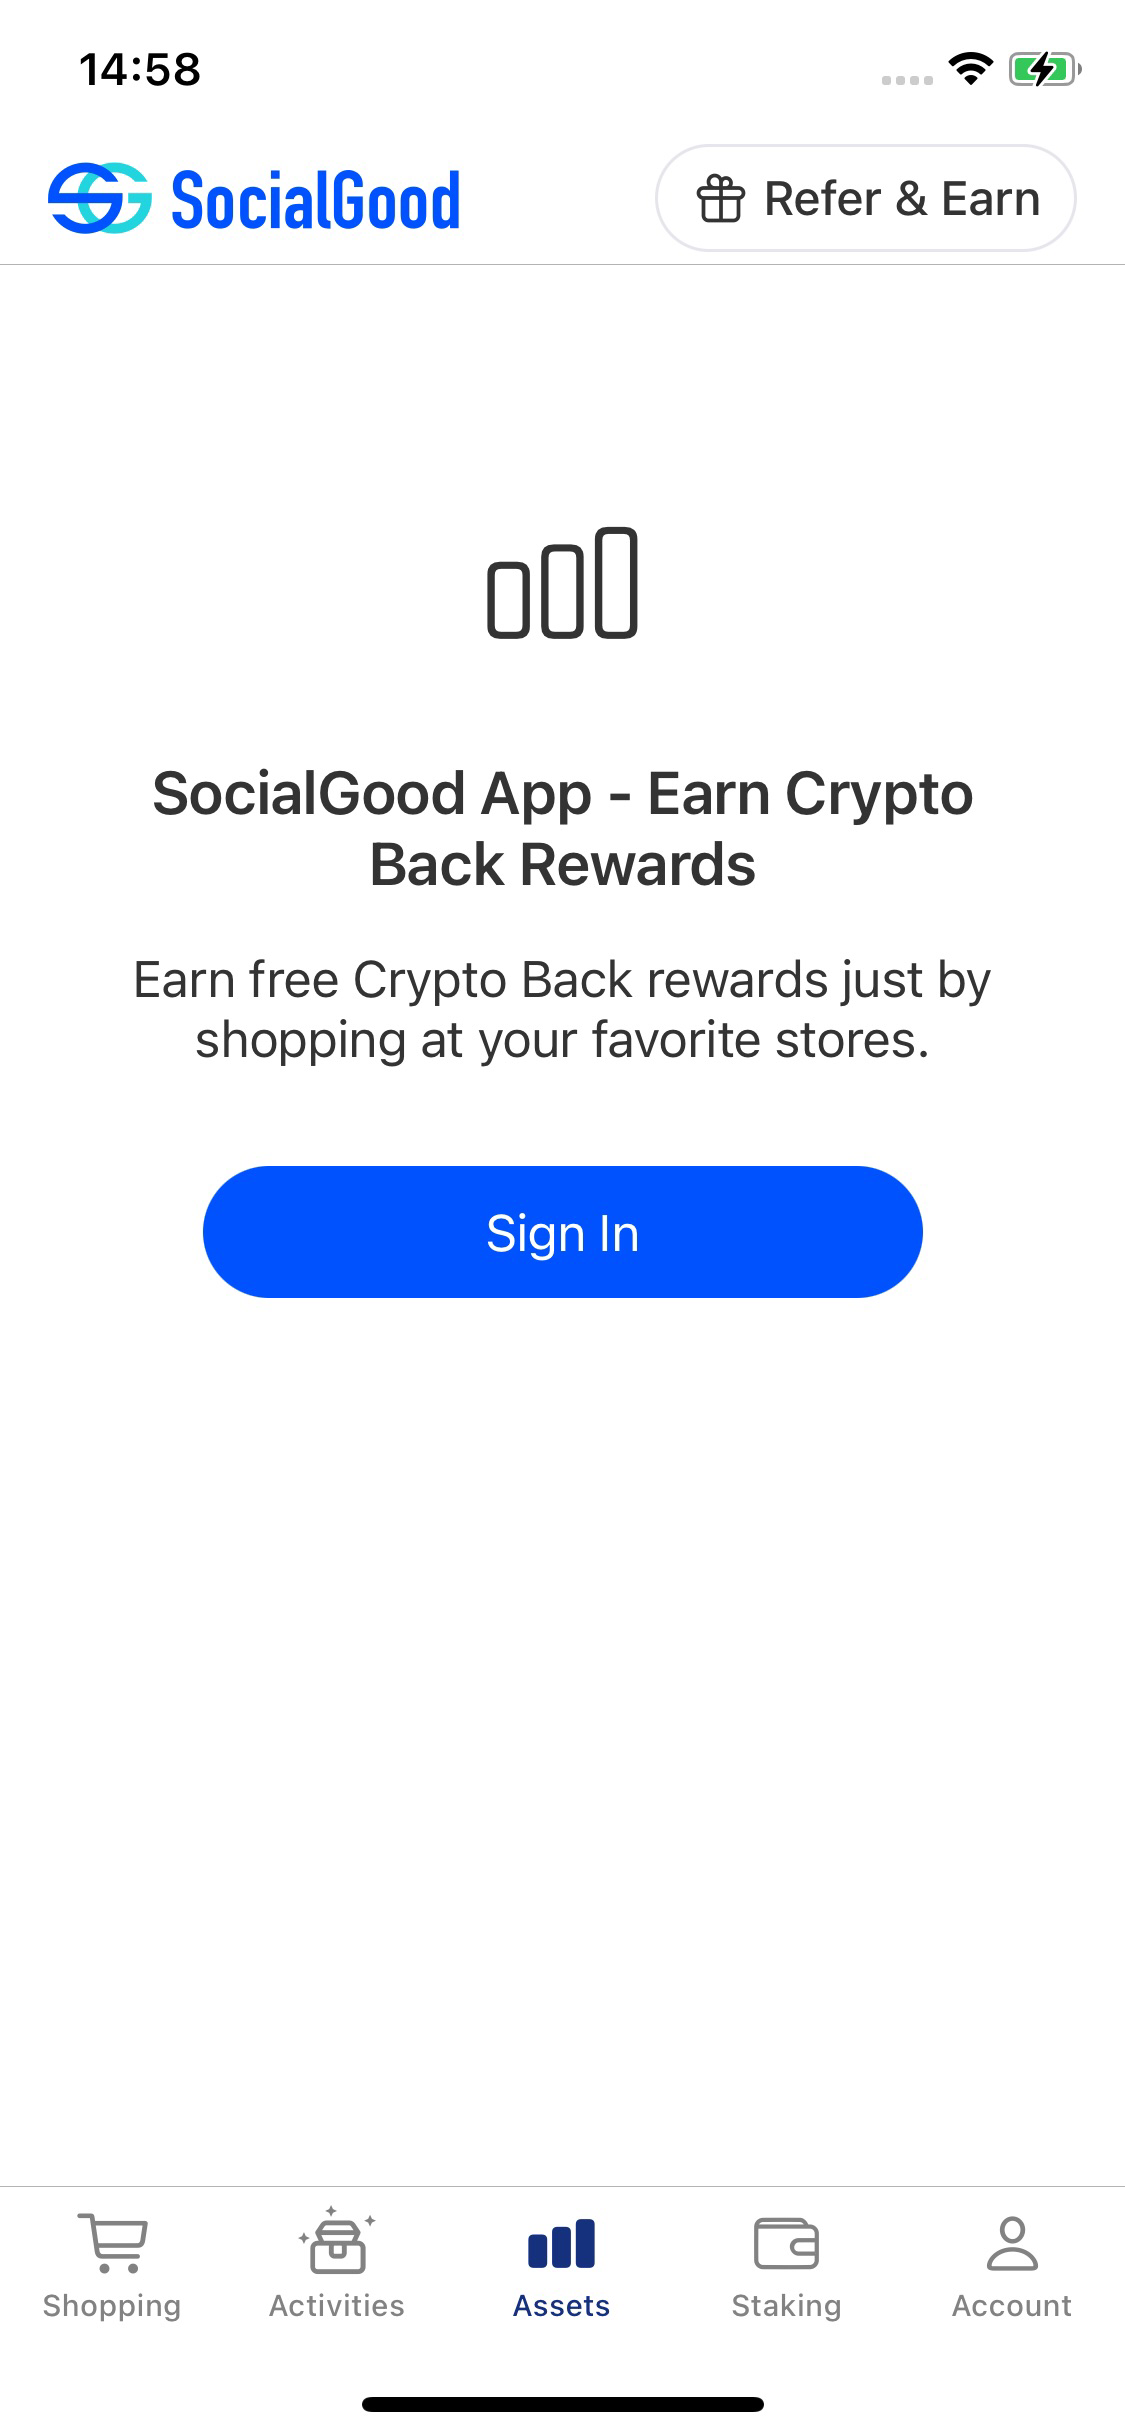 14:58
SocialGood
Refer & Earn
SocialGood App - Earn Crypto
Back Rewards
Earn free Crypto Back rewards just by
shopping at your favorite stores.
Sign In
Shopping
Activities
Assets
Staking
Account